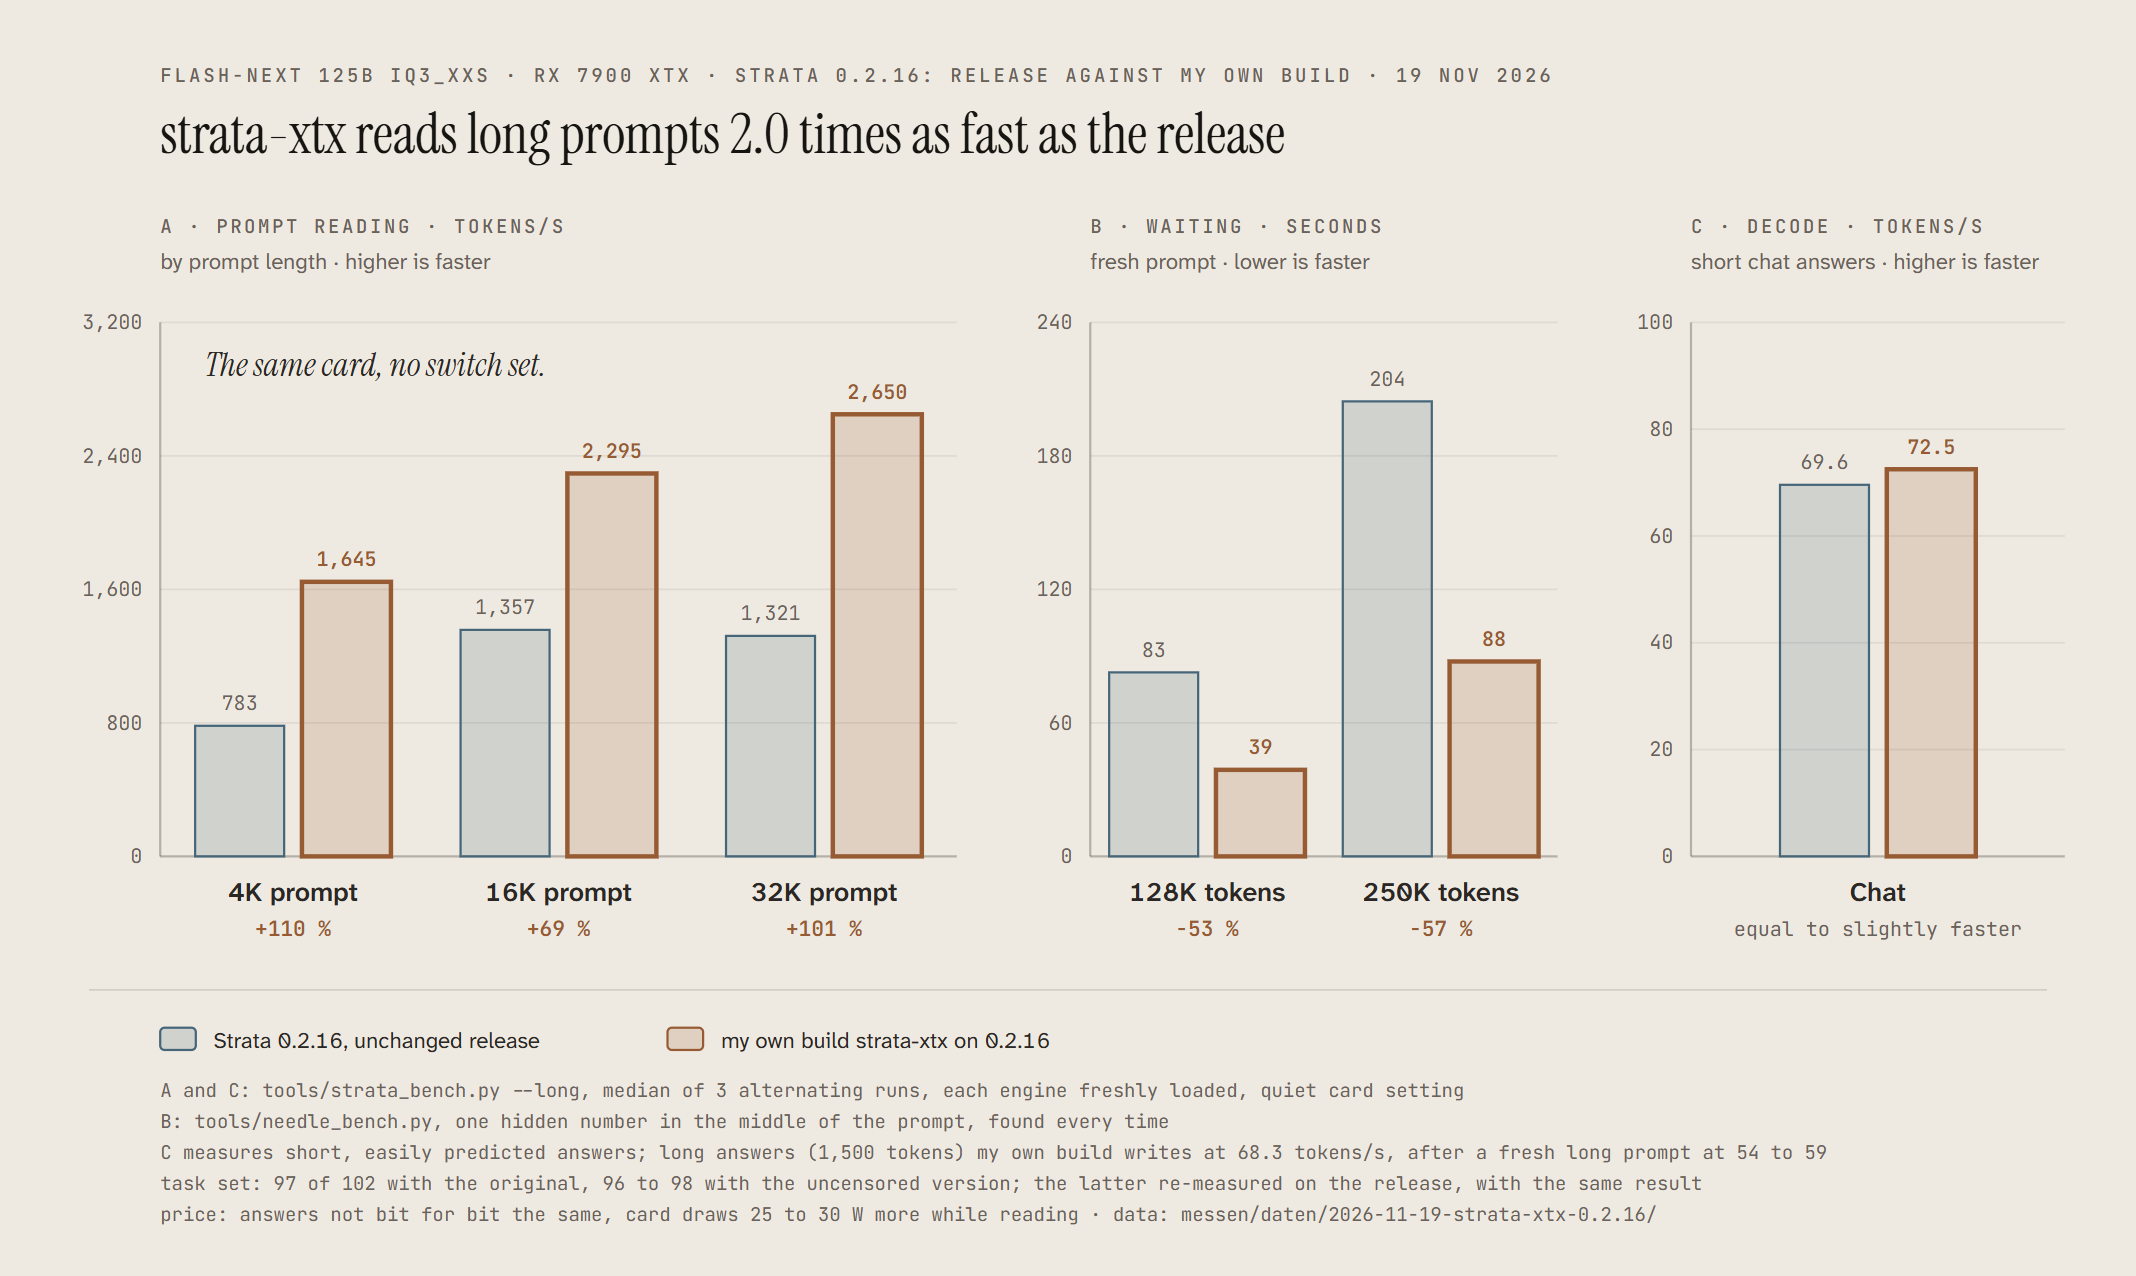 FLASH-NEXT 125B IQ3_XXS · RX 7900 XTX · STRATA 0.2.16: RELEASE AGAINST MY OWN BUILD · 19 NOV 2026
strata-xtx reads long prompts 2.0 times as fast as the release
A · PROMPT READING · TOKENS/S
by prompt length · higher is faster
3,200
2,400
1,600
800
0
The same card, no switch set.
783
1,645
1,357
2,295
1,321
2,650
4K prompt
+110 %
16K prompt
+69 %
32K prompt
+101 %
B · WAITING · SECONDS
fresh prompt · lower is faster
240
180
120
60
0
83
39
204
88
128K tokens
-53 %
250K tokens
-57 %
C · DECODE · TOKENS/S
short chat answers · higher is faster
100
80
60
40
20
0
69.6
72.5
Chat
equal to slightly faster
Strata 0.2.16, unchanged release
my own build strata-xtx on 0.2.16
A and C: tools/strata_bench.py --long, median of 3 alternating runs, each engine freshly loaded, quiet card setting
B: tools/needle_bench.py, one hidden number in the middle of the prompt, found every time
C measures short, easily predicted answers; long answers (1,500 tokens) my own build writes at 68.3 tokens/s, after a fresh long prompt at 54 to 59
task set: 97 of 102 with the original, 96 to 98 with the uncensored version; the latter re-measured on the release, with the same result
price: answers not bit for bit the same, card draws 25 to 30 W more while reading · data: messen/daten/2026-11-19-strata-xtx-0.2.16/